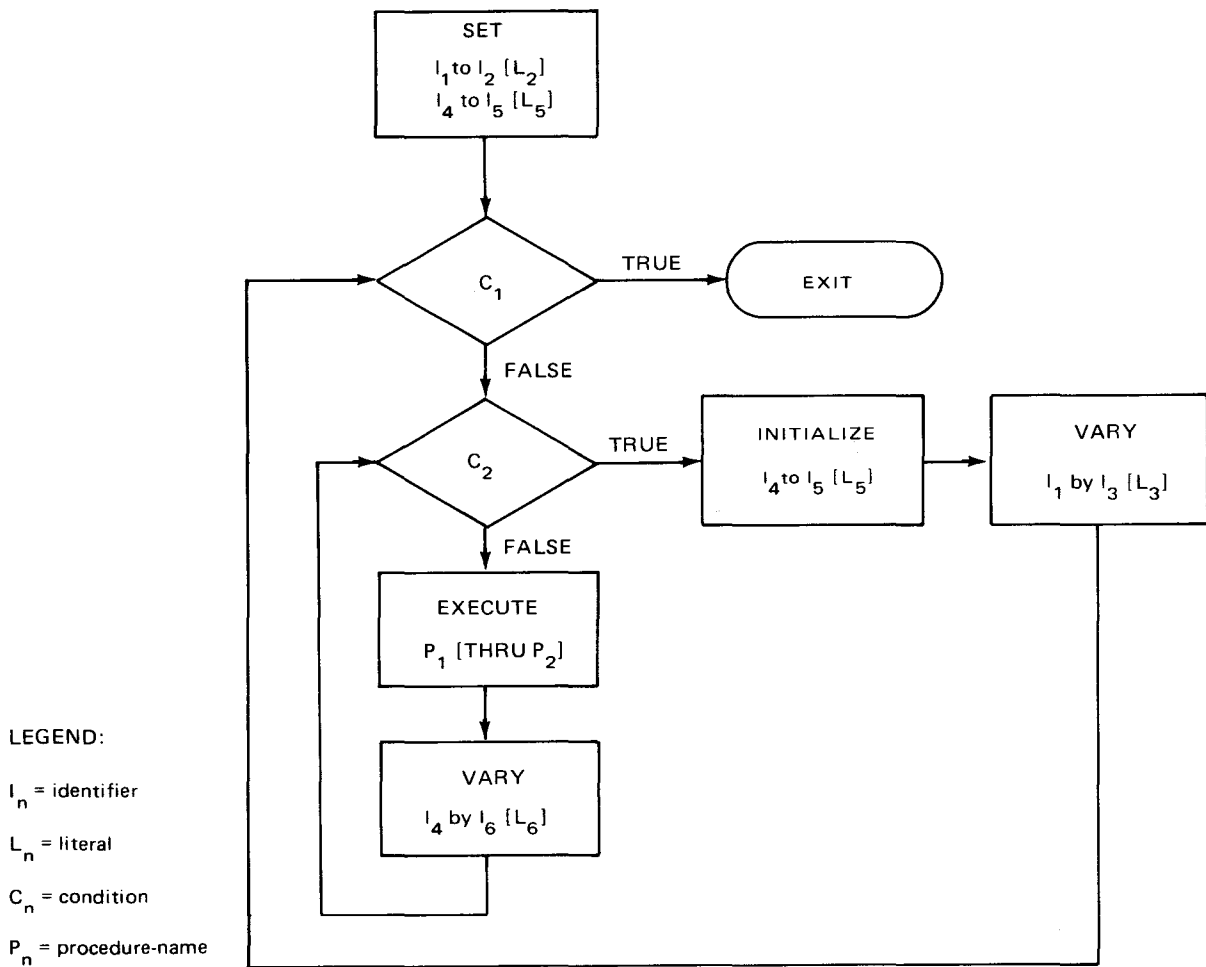 SET
I₁ to I₂ [L₂]
I₄ to I₅ [L₅]
C₁
TRUE
EXIT
FALSE
C₂
TRUE
INITIALIZE
I₄ to I₅ [L₅]
VARY
I₁ by I₃ [L₃]
FALSE
EXECUTE
P₁ [THRU P₂]
VARY
I₄ by I₆ [L₆]
LEGEND:
Iₙ = identifier
Lₙ = literal
Cₙ = condition
Pₙ = procedure-name